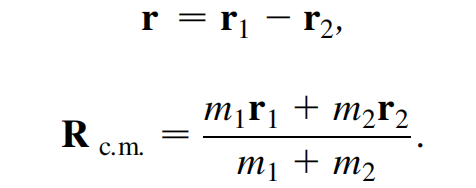 r = r₁ − r₂,
R c.m. = (m₁r₁ + m₂r₂) / (m₁ + m₂).